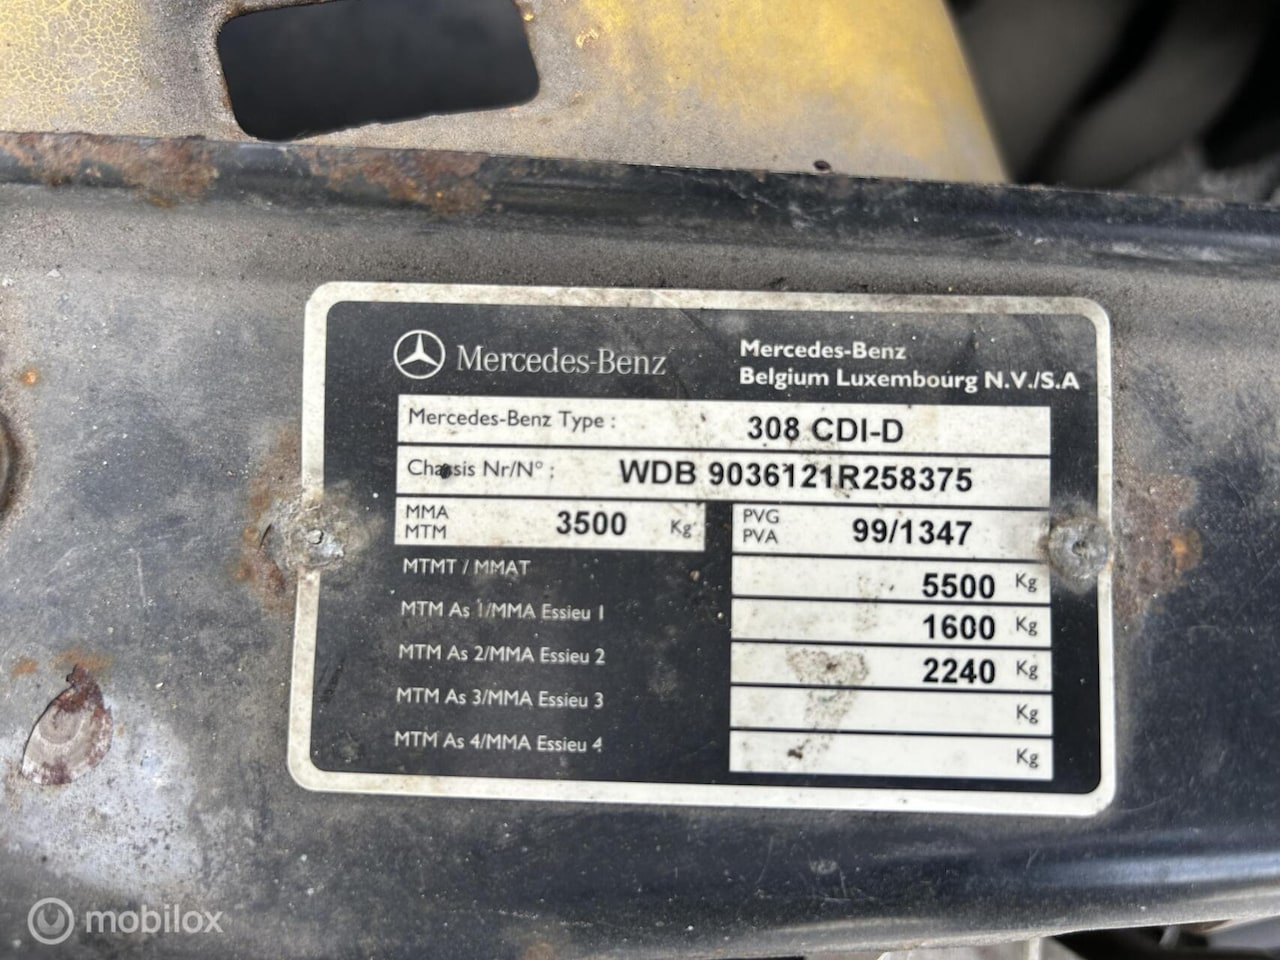 Mercedes-Benz
Mercedes-Benz
Belgium Luxembourg N.V./S.A
Mercedes-Benz Type : 308 CDI-D
Chassis Nr/N° : WDB 9036121R258375
MMA
MTM 3500 Kg
PVG
PVA 99/1347
MTMT / MMAT 5500 Kg
MTM As 1/MMA Essieu 1 1600 Kg
MTM As 2/MMA Essieu 2 2240 Kg
MTM As 3/MMA Essieu 3 Kg
MTM As 4/MMA Essieu 4 Kg
mobilox